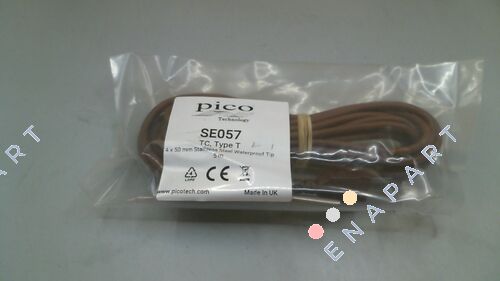 pico
Technology
SE057
TC, Type T
4 x 50 mm Stainless Steel Waterproof Tip
5 m
LDPE
CE
www.picotech.com
Made In UK
ENAPART